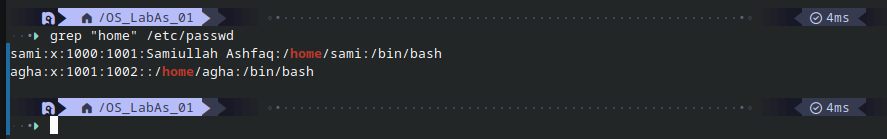 /OS_LabAs_01 4ms
grep "home" /etc/passwd
sami:x:1000:1001:Samiullah Ashfaq:/home/sami:/bin/bash
agha:x:1001:1002::/home/agha:/bin/bash
/OS_LabAs_01 4ms